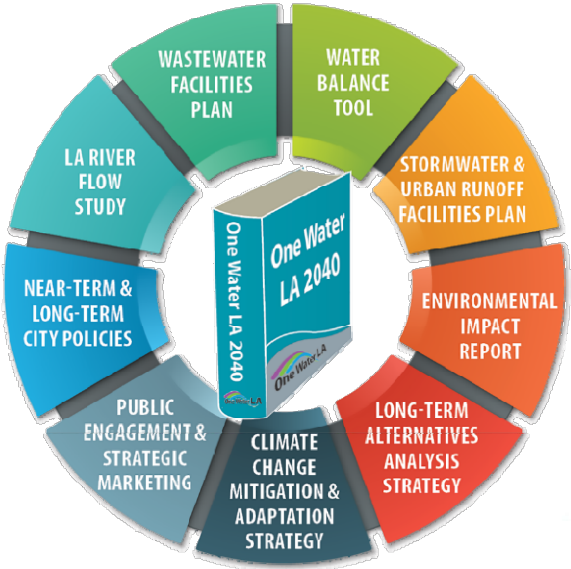 WASTEWATER
FACILITIES
PLAN
WATER
BALANCE
TOOL
STORMWATER &
URBAN RUNOFF
FACILITIES PLAN
ENVIRONMENTAL
IMPACT
REPORT
LONG-TERM
ALTERNATIVES
ANALYSIS
STRATEGY
CLIMATE
CHANGE
MITIGATION &
ADAPTATION
STRATEGY
PUBLIC
ENGAGEMENT &
STRATEGIC
MARKETING
NEAR-TERM &
LONG-TERM
CITY POLICIES
LA RIVER
FLOW
STUDY
One Water LA 2040
One Water
LA 2040
One Water LA